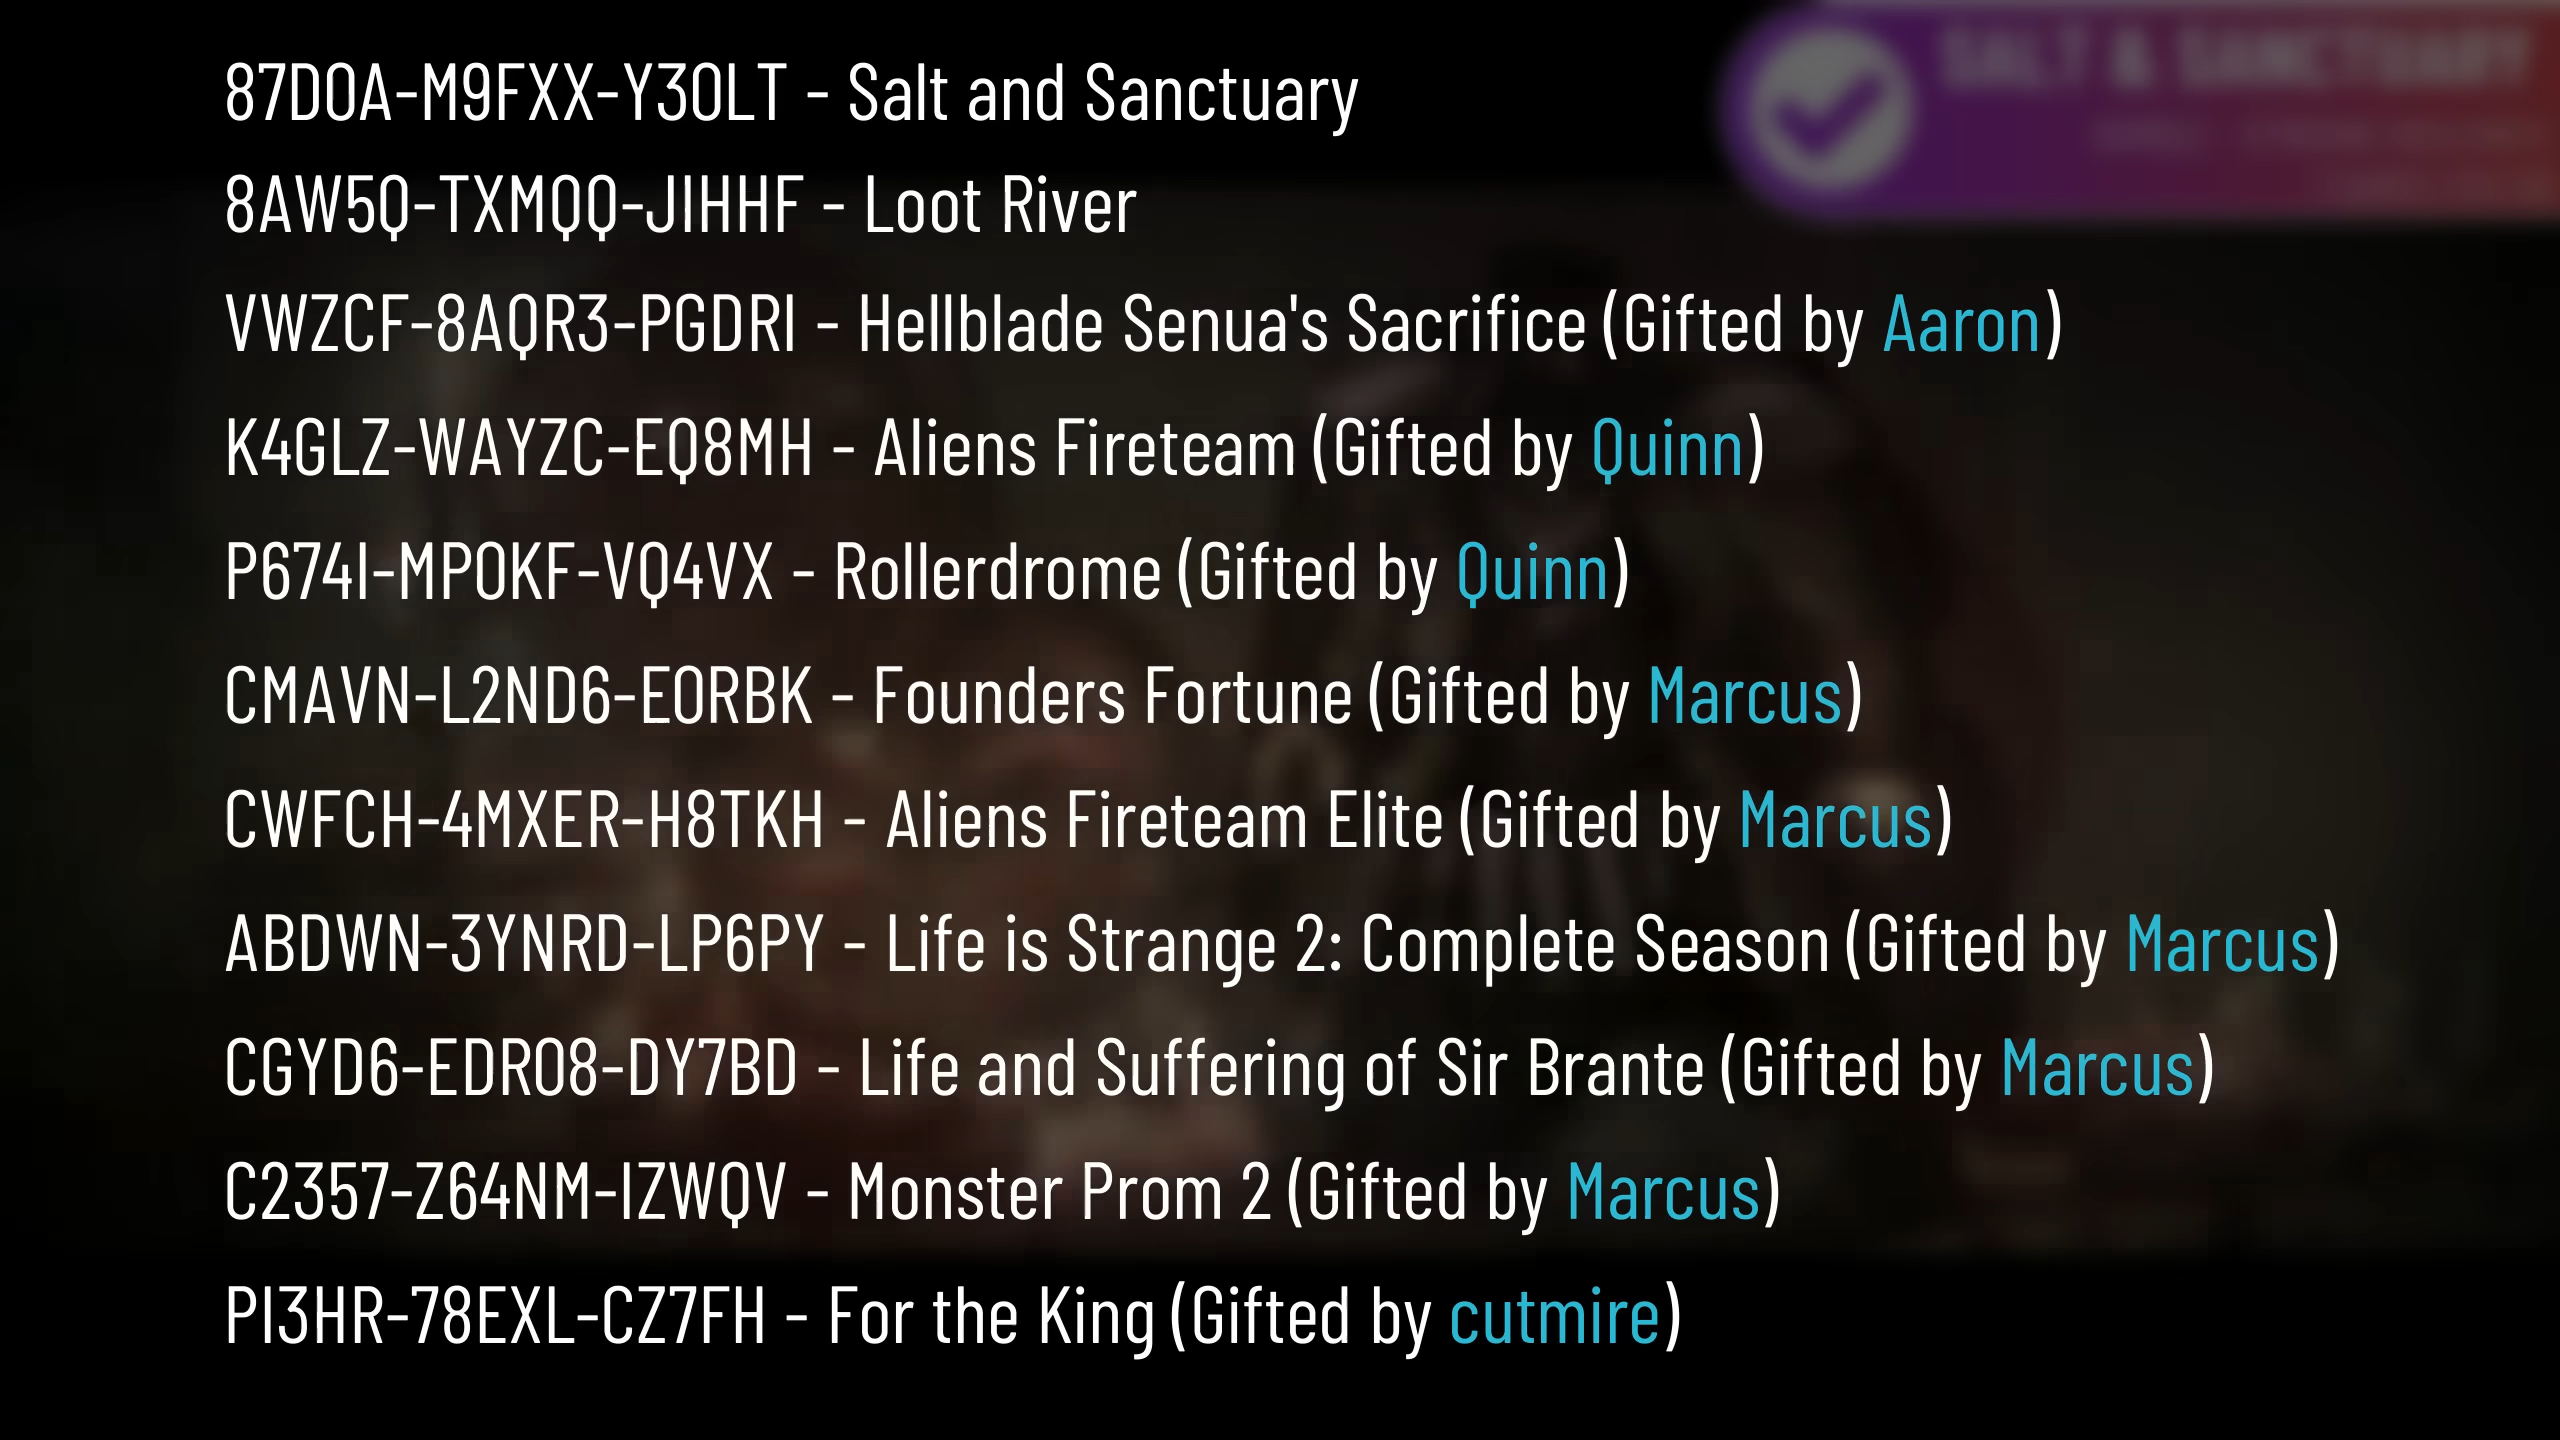 SALT & SANCTUARY
87D0A-M9FXX-Y30LT - Salt and Sanctuary
8AW5Q-TXMQQ-JIHHF - Loot River
VWZCF-8AQR3-PGDRI - Hellblade Senua's Sacrifice (Gifted by Aaron)
K4GLZ-WAYZC-EQ8MH - Aliens Fireteam (Gifted by Quinn)
P674I-MP0KF-VQ4VX - Rollerdrome (Gifted by Quinn)
CMAVN-L2ND6-E0RBK - Founders Fortune (Gifted by Marcus)
CWFCH-4MXER-H8TKH - Aliens Fireteam Elite (Gifted by Marcus)
ABDWN-3YNRD-LP6PY - Life is Strange 2: Complete Season (Gifted by Marcus)
CGYD6-EDR08-DY7BD - Life and Suffering of Sir Brante (Gifted by Marcus)
C2357-Z64NM-IZWQV - Monster Prom 2 (Gifted by Marcus)
PI3HR-78EXL-CZ7FH - For the King (Gifted by cutmire)